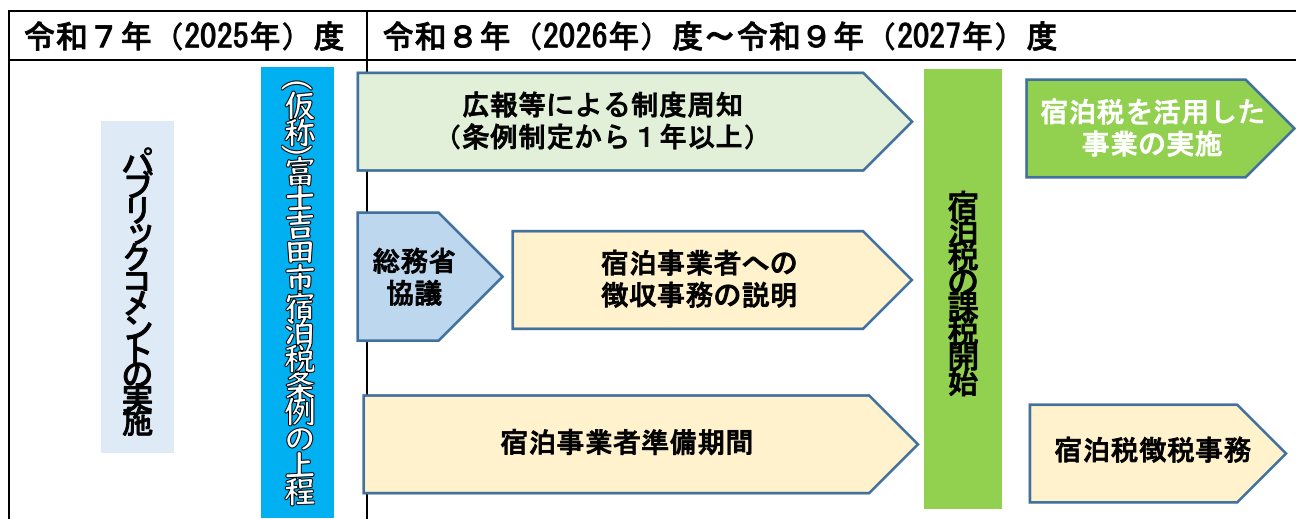 令和７年（2025年）度
令和８年（2026年）度～令和９年（2027年）度
パブリックコメントの実施
（仮称）富士吉田市宿泊税条例の上程
広報等による制度周知
（条例制定から１年以上）
総務省
協議
宿泊事業者への
徴収事務の説明
宿泊事業者準備期間
宿泊税の課税開始
宿泊税を活用した
事業の実施
宿泊税徴税事務